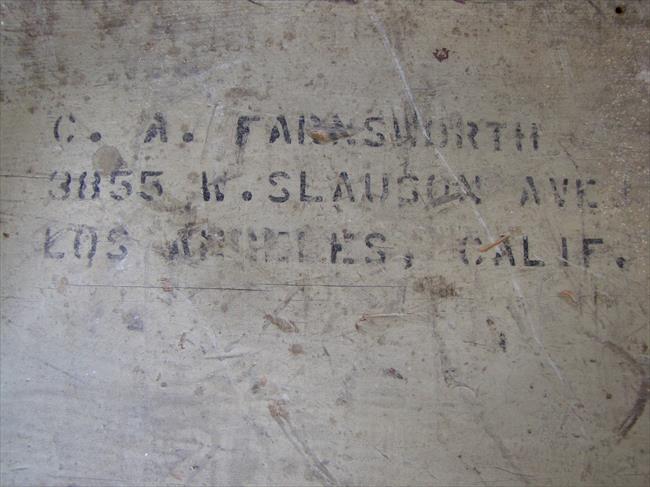 C. A. FARNSWORTH
3855 W. SLAUSON AVE.
LOS ANGELES, CALIF.